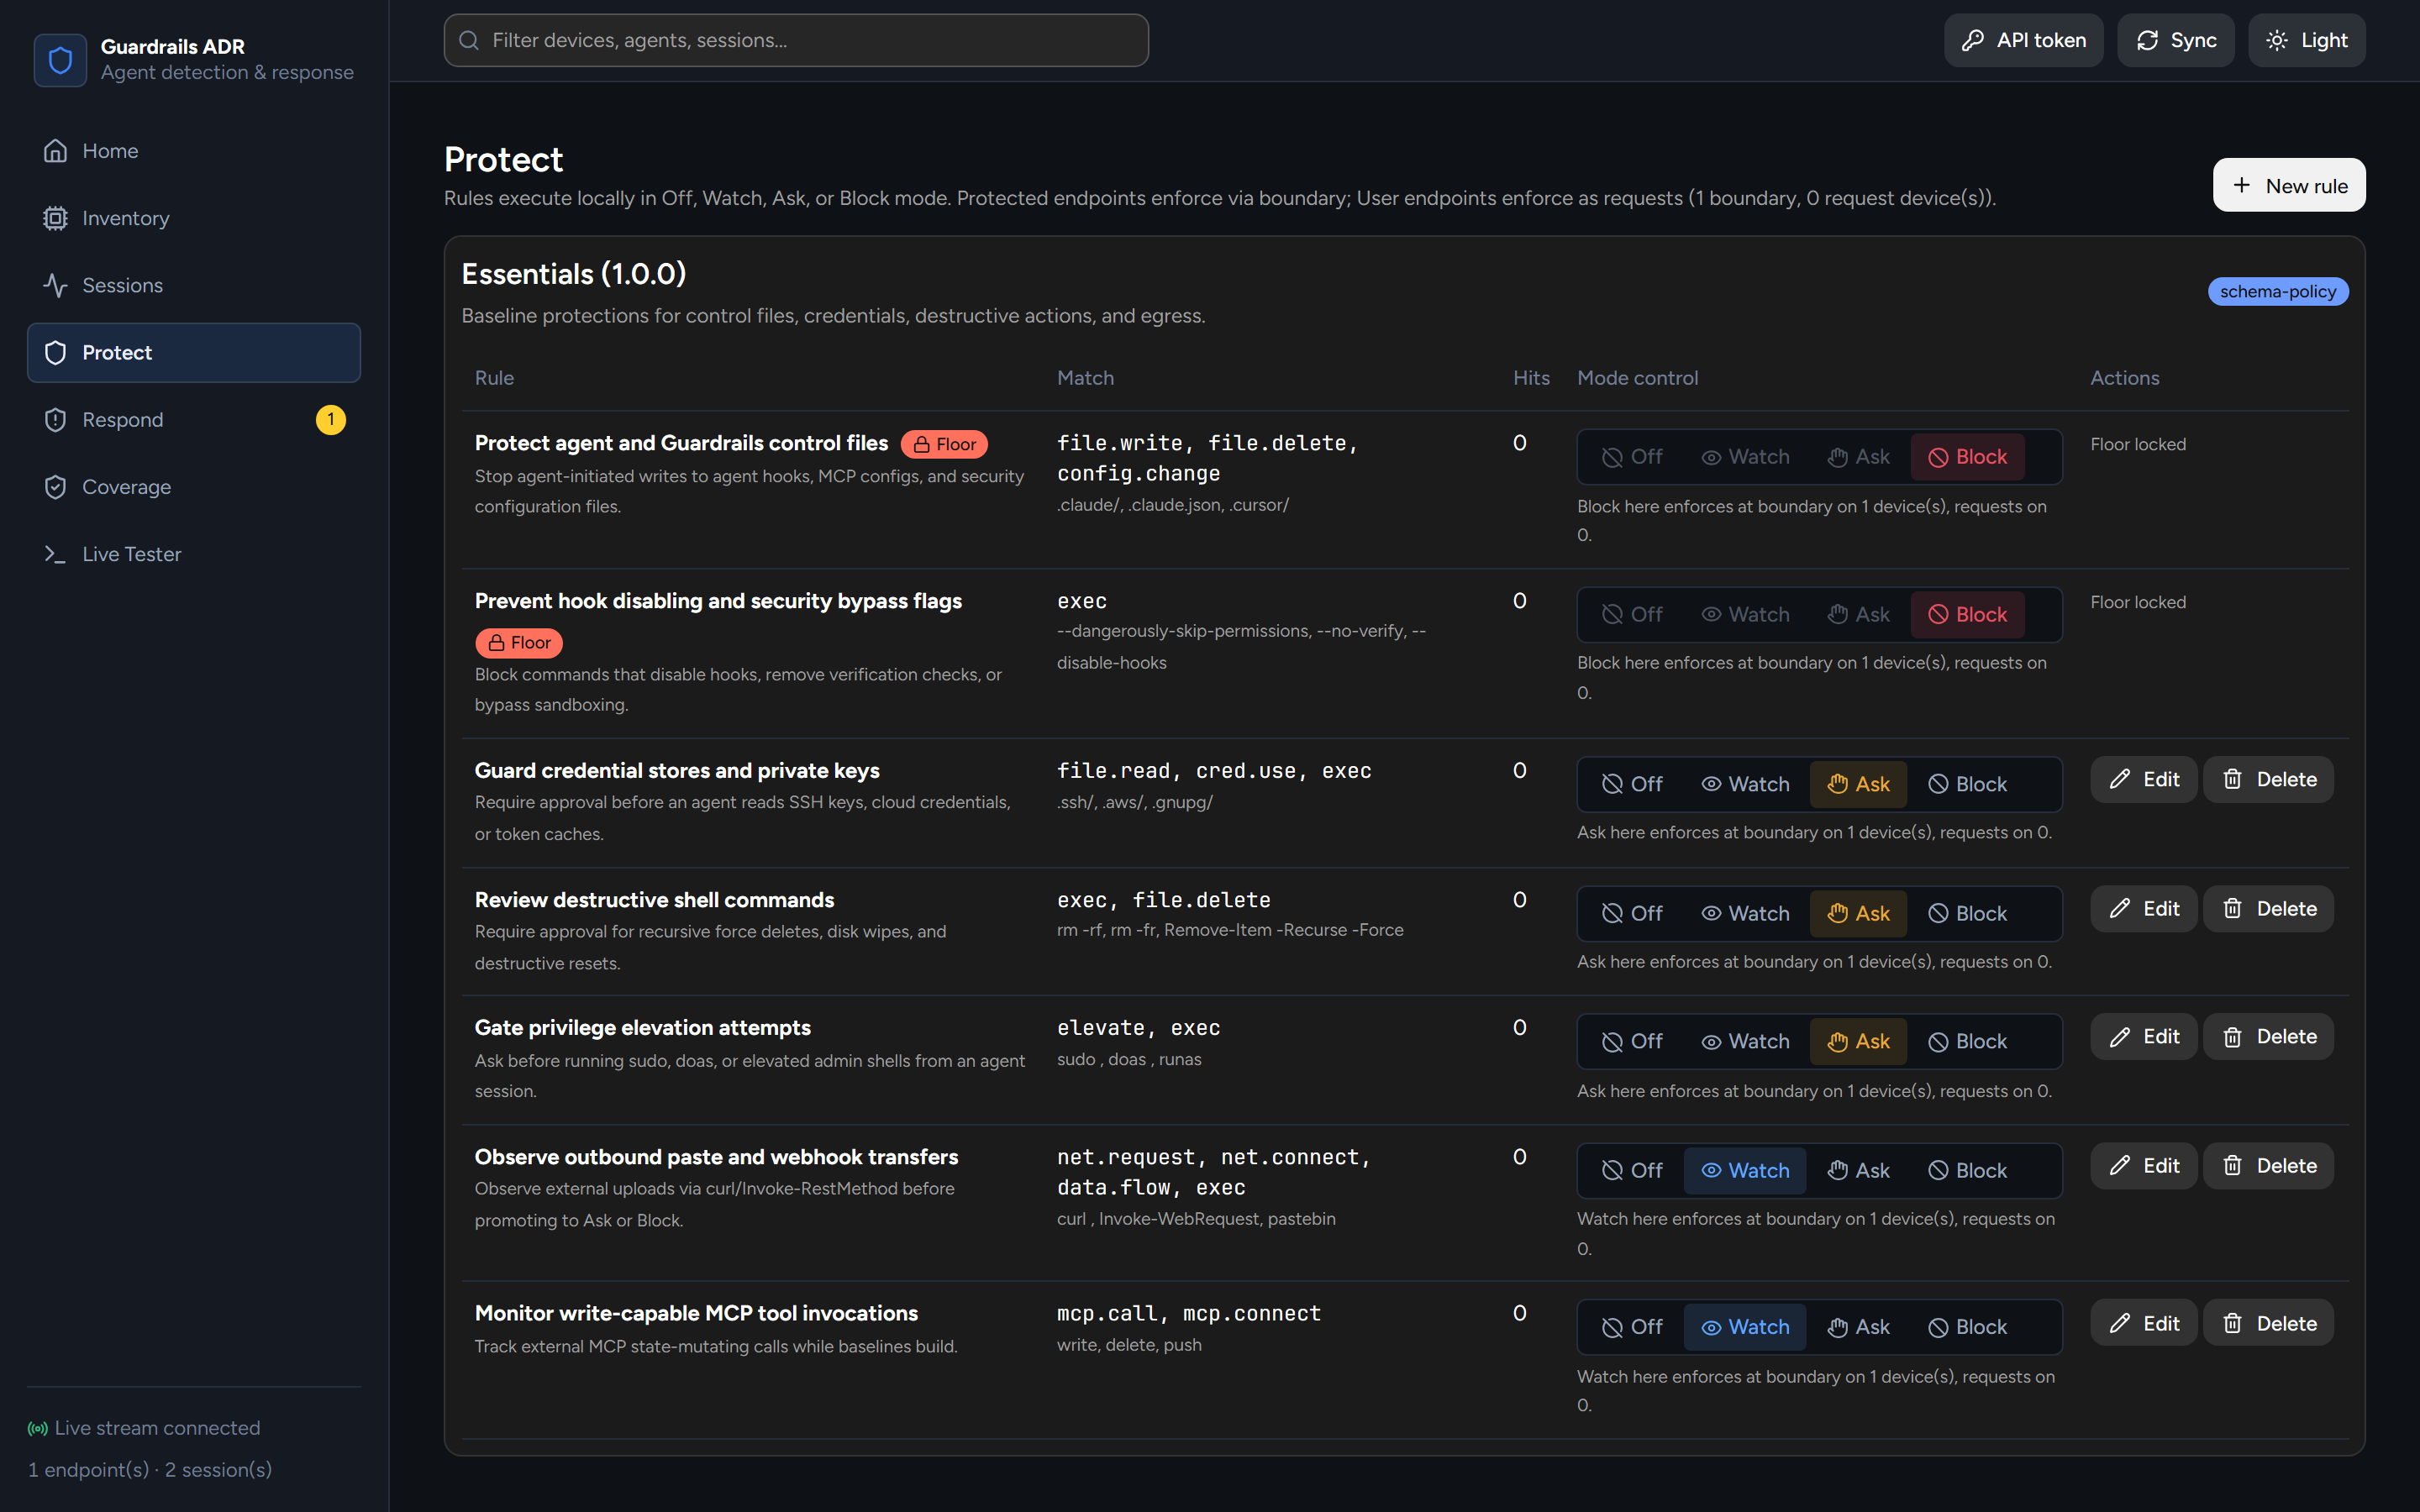 Guardrails ADR
Agent detection & response
Home
Inventory
Sessions
Protect
Respond
1
Coverage
Live Tester
Live stream connected
1 endpoint(s) · 2 session(s)
Filter devices, agents, sessions...
API token
Sync
Light
Protect
Rules execute locally in Off, Watch, Ask, or Block mode. Protected endpoints enforce via boundary; User endpoints enforce as requests (1 boundary, 0 request device(s)).
New rule
Essentials (1.0.0)
Baseline protections for control files, credentials, destructive actions, and egress.
schema-policy
Rule Match Hits Mode control Actions
Protect agent and Guardrails control files Floor
Stop agent-initiated writes to agent hooks, MCP configs, and security
configuration files.
file.write, file.delete,
config.change
.claude/, .claude.json, .cursor/
0
Off Watch Ask Block
Block here enforces at boundary on 1 device(s), requests on
0.
Floor locked
Prevent hook disabling and security bypass flags
Floor
Block commands that disable hooks, remove verification checks, or
bypass sandboxing.
exec
--dangerously-skip-permissions, --no-verify, --
disable-hooks
0
Off Watch Ask Block
Block here enforces at boundary on 1 device(s), requests on
0.
Floor locked
Guard credential stores and private keys
Require approval before an agent reads SSH keys, cloud credentials,
or token caches.
file.read, cred.use, exec
.ssh/, .aws/, .gnupg/
0
Off Watch Ask Block
Ask here enforces at boundary on 1 device(s), requests on 0.
Edit Delete
Review destructive shell commands
Require approval for recursive force deletes, disk wipes, and
destructive resets.
exec, file.delete
rm -rf, rm -fr, Remove-Item -Recurse -Force
0
Off Watch Ask Block
Ask here enforces at boundary on 1 device(s), requests on 0.
Edit Delete
Gate privilege elevation attempts
Ask before running sudo, doas, or elevated admin shells from an agent
session.
elevate, exec
sudo , doas , runas
0
Off Watch Ask Block
Ask here enforces at boundary on 1 device(s), requests on 0.
Edit Delete
Observe outbound paste and webhook transfers
Observe external uploads via curl/Invoke-RestMethod before
promoting to Ask or Block.
net.request, net.connect,
data.flow, exec
curl , Invoke-WebRequest, pastebin
0
Off Watch Ask Block
Watch here enforces at boundary on 1 device(s), requests on
0.
Edit Delete
Monitor write-capable MCP tool invocations
Track external MCP state-mutating calls while baselines build.
mcp.call, mcp.connect
write, delete, push
0
Off Watch Ask Block
Watch here enforces at boundary on 1 device(s), requests on
0.
Edit Delete